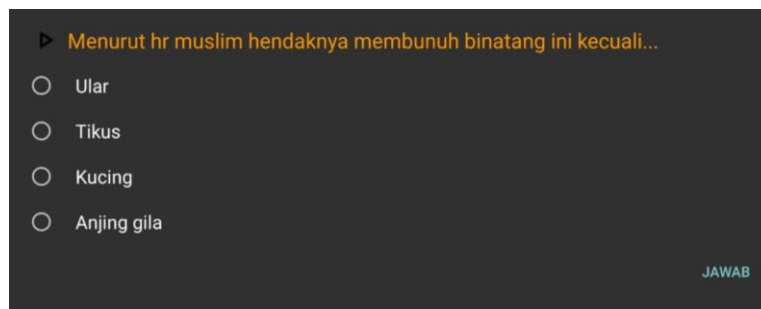 Menurut hr muslim hendaknya membunuh binatang ini kecuali...
Ular
Tikus
Kucing
Anjing gila
JAWAB